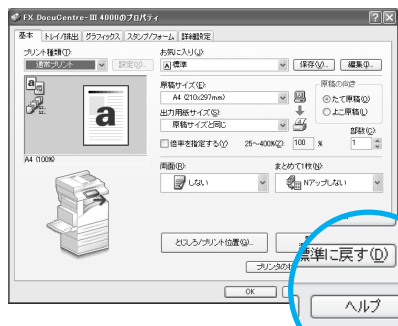 FX DocuCentre-III 4000のプロパティ
基本 トレイ/排出 グラフィックス スタンプ/フォーム 詳細設定
プリント種類(T):
通常プリント 設定(Q)...
お気に入り(J):
標準 保存(V)... 編集(I)...
原稿サイズ(E):
A4 (210x297mm)
出力用紙サイズ(S):
原稿サイズと同じ
原稿の向き
たて原稿(O)
よこ原稿(L)
部数(C):
1
倍率を指定する(Y) 25～400%(Z): 100 %
a
A4 (100%)
両面(R):
しない
まとめて1枚(N):
Nアップしない
とじしろ/プリント位置(G)...
プリンタの状
標準に戻す(D)
OK
ヘルプ